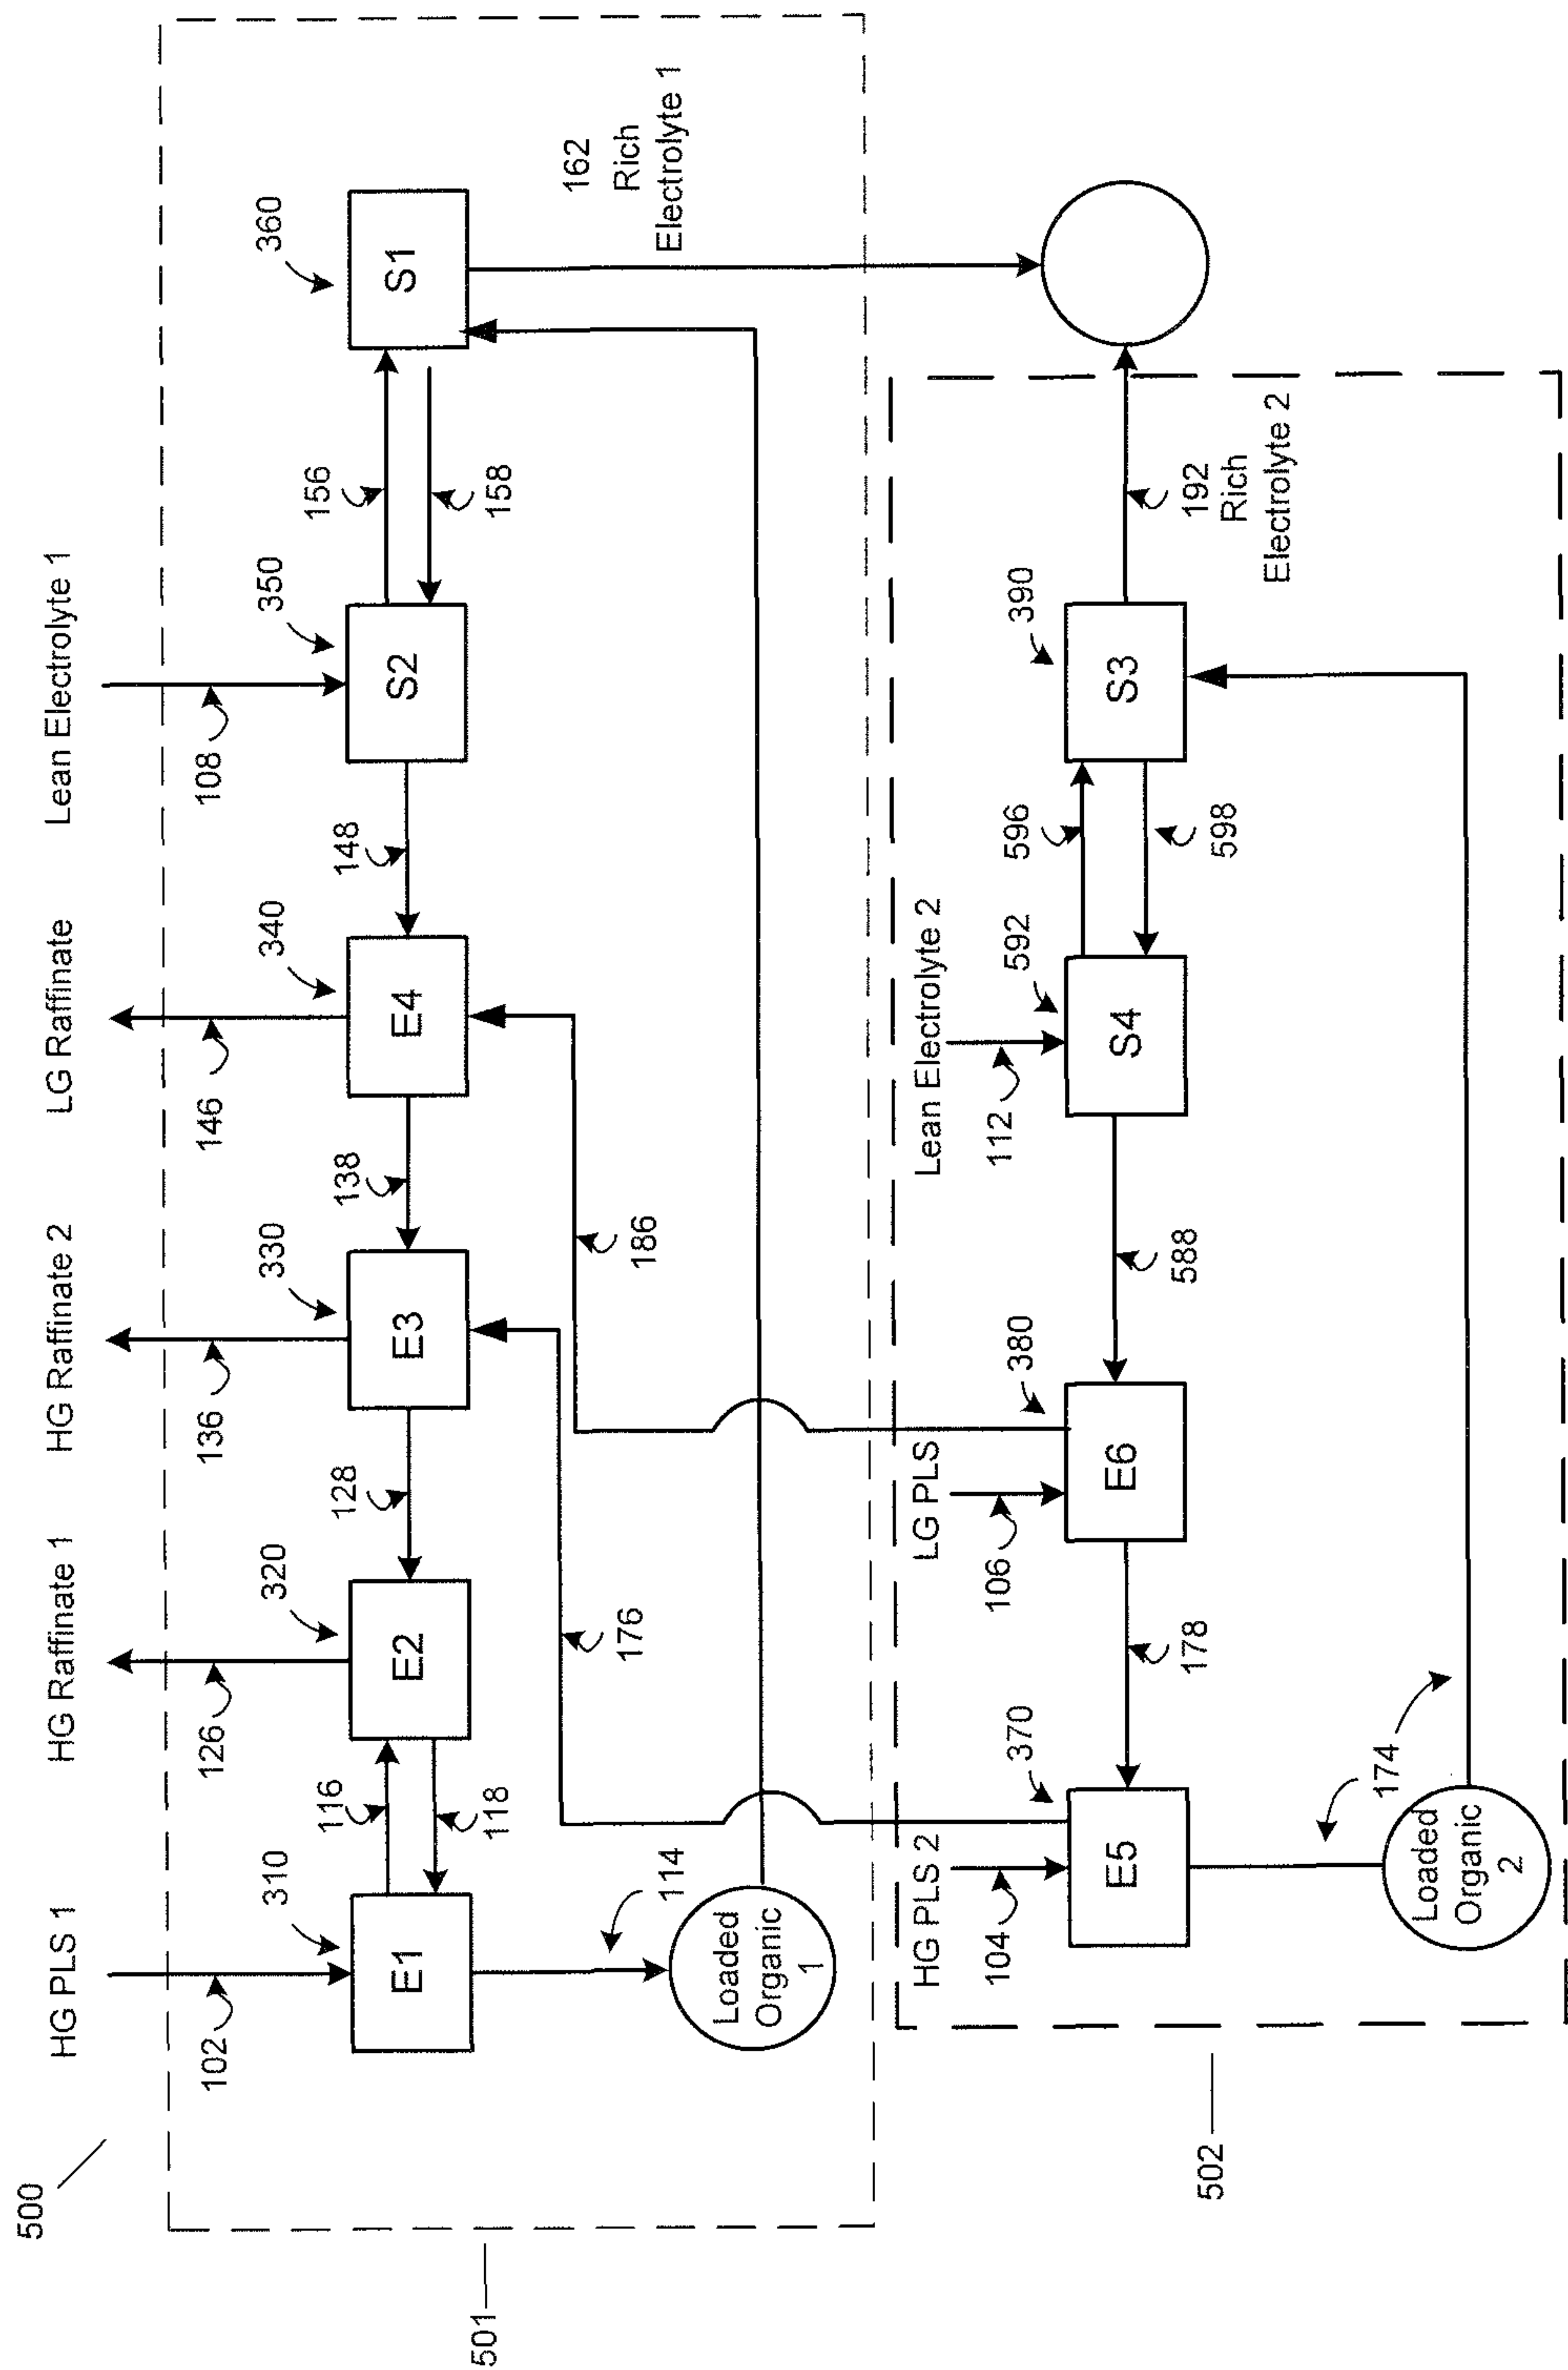 500
HG PLS 1
HG Raffinate 1
HG Raffinate 2
LG Raffinate
Lean Electrolyte 1
102
126
136
146
108
310
320
330
340
350
360
E1
116
118
E2
128
E3
138
E4
148
S2
156
158
S1
162
Rich
Electrolyte 1
114
176
186
Loaded
Organic
1
501
HG PLS 2
LG PLS
Lean Electrolyte 2
104
106
112
370
380
592
390
E5
178
E6
588
S4
596
598
S3
192
Rich
Electrolyte 2
174
Loaded
Organic
2
502